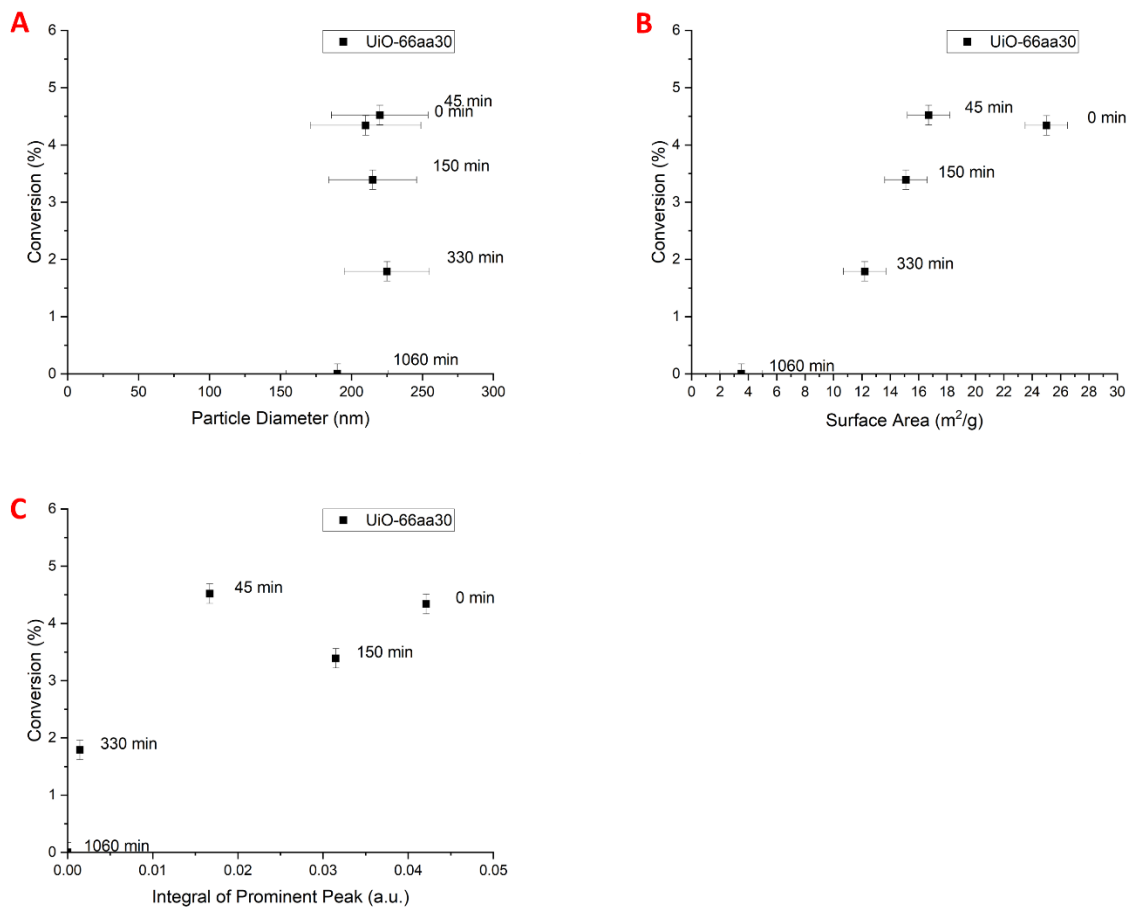 A
UiO-66aa30
6
5
4
3
2
1
0
Conversion (%)
45 min
0 min
150 min
330 min
1060 min
0 50 100 150 200 250 300
Particle Diameter (nm)
B
UiO-66aa30
6
5
4
3
2
1
0
Conversion (%)
45 min
0 min
150 min
330 min
1060 min
0 2 4 6 8 10 12 14 16 18 20 22 24 26 28 30
Surface Area (m²/g)
C
UiO-66aa30
6
5
4
3
2
1
0
Conversion (%)
45 min
0 min
150 min
330 min
1060 min
0.00 0.01 0.02 0.03 0.04 0.05
Integral of Prominent Peak (a.u.)